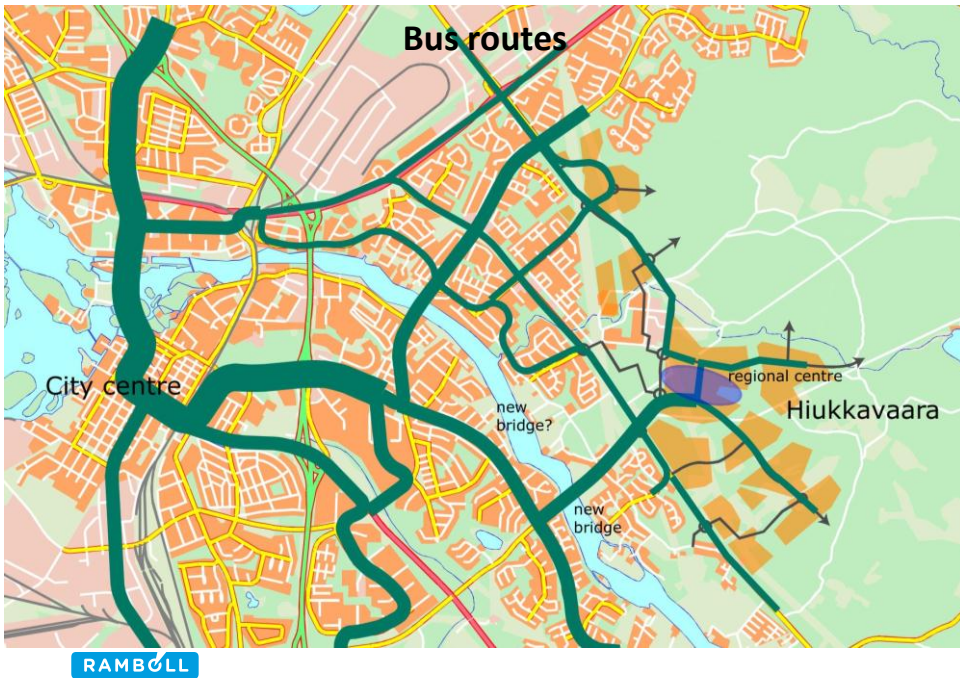 Bus routes
City centre
regional centre
Hiukkavaara
new
bridge?
new
bridge
RAMBOLL